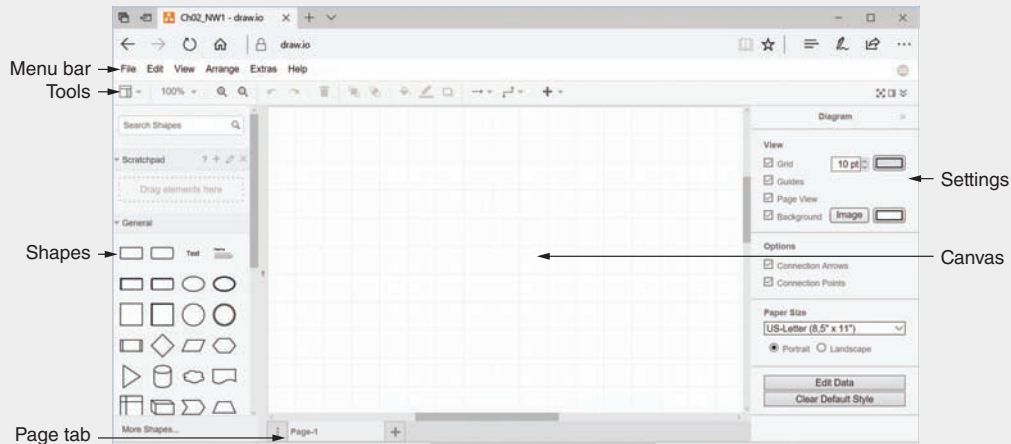 Ch02_NW1 - draw.io
draw.io
Menu bar
File Edit View Arrange Extras Help
Tools
100%
Search Shapes
Diagram
Scratchpad
Drag elements here
General
View
Grid 10 pt
Guides
Page View
Background Image
Settings
Shapes
Text
Canvas
Options
Connection Arrows
Connection Points
Paper Size
US-Letter (8,5" x 11")
Portrait Landscape
Edit Data
Clear Default Style
More Shapes...
Page tab
Page-1